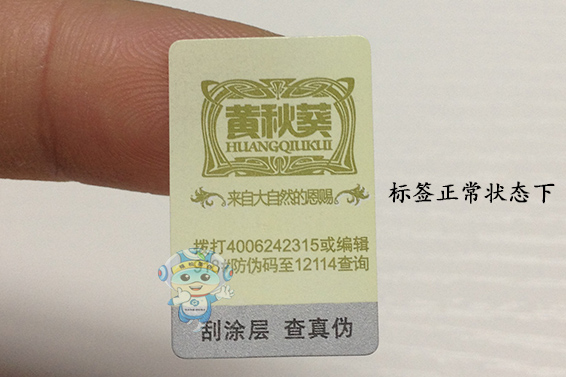 黄秋葵
HUANGQIUKUI
来自大自然的恩赐
拨打4006242315或编辑
#防伪码至12114查询
刮涂层 查真伪
标签正常状态下